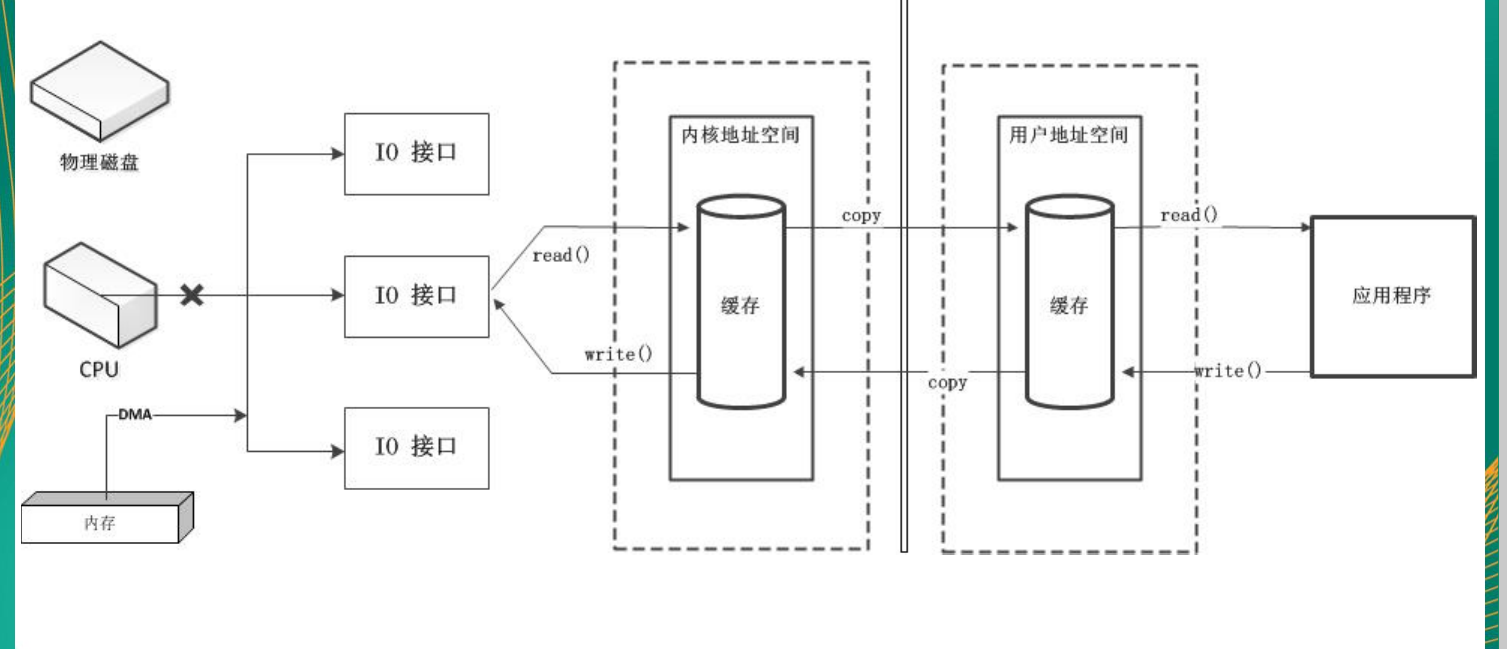 物理磁盘
CPU
DMA
内存
IO 接口
IO 接口
IO 接口
read()
write()
内核地址空间
缓存
copy
copy
用户地址空间
缓存
read()
write()
应用程序